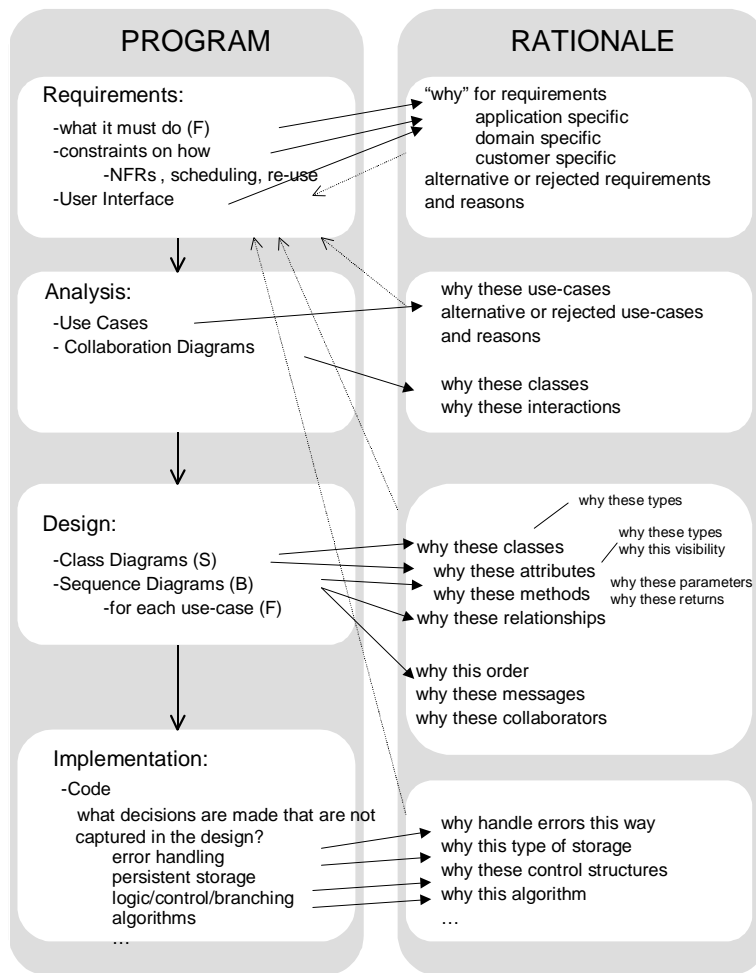 PROGRAM
Requirements:
-what it must do (F)
-constraints on how
-NFRs , scheduling, re-use
-User Interface
Analysis:
-Use Cases
- Collaboration Diagrams
Design:
-Class Diagrams (S)
-Sequence Diagrams (B)
-for each use-case (F)
Implementation:
-Code
what decisions are made that are not
captured in the design?
error handling
persistent storage
logic/control/branching
algorithms
…
RATIONALE
“why” for requirements
application specific
domain specific
customer specific
alternative or rejected requirements
and reasons
why these use-cases
alternative or rejected use-cases
and reasons
why these classes
why these interactions
why these types
why these classes
why these types
why this visibility
why these attributes
why these methods
why these parameters
why these returns
why these relationships
why this order
why these messages
why these collaborators
why handle errors this way
why this type of storage
why these control structures
why this algorithm
…